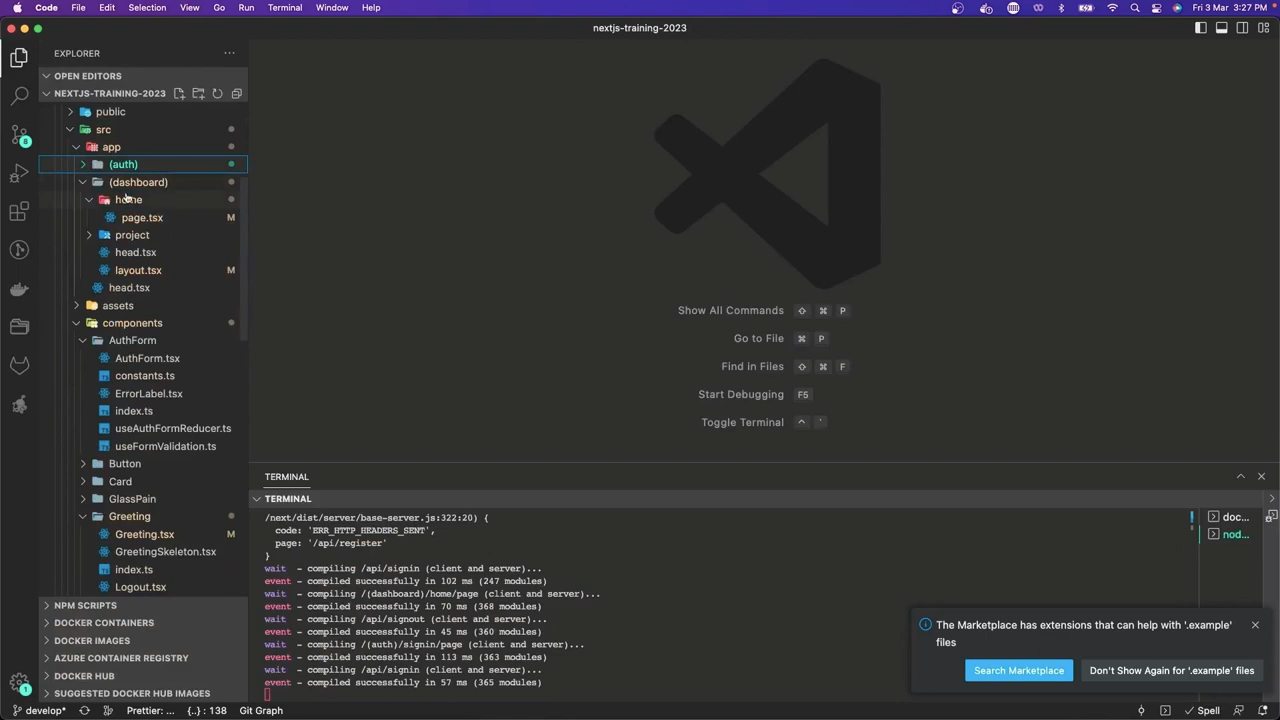 Code File Edit Selection View Go Run Terminal Window Help Fri 3 Mar 3:27 PM
nextjs-training-2023
EXPLORER
OPEN EDITORS
NEXTJS-TRAINING-2023
public
src
app
(auth)
(dashboard)
home
page.tsx M
project
head.tsx
layout.tsx M
head.tsx
assets
components
AuthForm
AuthForm.tsx
constants.ts
ErrorLabel.tsx
index.ts
useAuthFormReducer.ts
useFormValidation.ts
Button
Card
GlassPain
Greeting
Greeting.tsx M
GreetingSkeleton.tsx
index.ts
Logout.tsx
NPM SCRIPTS
DOCKER CONTAINERS
DOCKER IMAGES
AZURE CONTAINER REGISTRY
DOCKER HUB
SUGGESTED DOCKER HUB IMAGES
8
1
Show All Commands ⇧ ⌘ P
Go to File ⌘ P
Find in Files ⇧ ⌘ F
Start Debugging F5
Toggle Terminal ^ `
TERMINAL
TERMINAL
/next/dist/server/base-server.js:322:20) {
code: 'ERR_HTTP_HEADERS_SENT',
page: '/api/register'
}
wait - compiling /api/signin (client and server)...
event - compiled successfully in 102 ms (247 modules)
wait - compiling /(dashboard)/home/page (client and server)...
event - compiled successfully in 70 ms (368 modules)
wait - compiling /api/signout (client and server)...
event - compiled successfully in 45 ms (360 modules)
wait - compiling /(auth)/signin/page (client and server)...
event - compiled successfully in 113 ms (363 modules)
wait - compiling /api/signin (client and server)...
event - compiled successfully in 57 ms (365 modules)
doc...
nod...
The Marketplace has extensions that can help with '.example'
files
Search Marketplace Don't Show Again for '.example' files
develop* Prettier: ... {..} : 138 Git Graph Spell